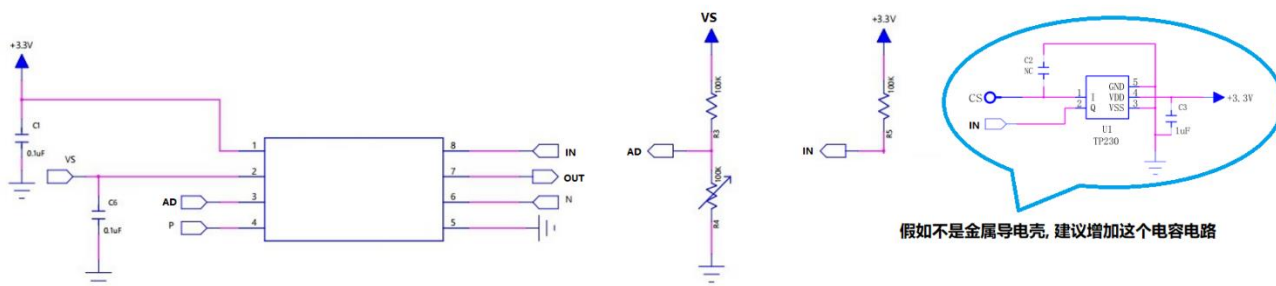 +3.3V
C1
0.1uF
VS
C6
0.1uF
AD
P
1
2
3
4
8
7
6
5
IN
OUT
N
VS
100K
R3
AD
100K
R4
+3.3V
100K
R5
IN
C2
NC
CS
IN
1
2
I
Q
GND
VDD
VSS
5
4
3
U1
TP230
+3.3V
C3
1uF
假如不是金属导电壳, 建议增加这个电容电路